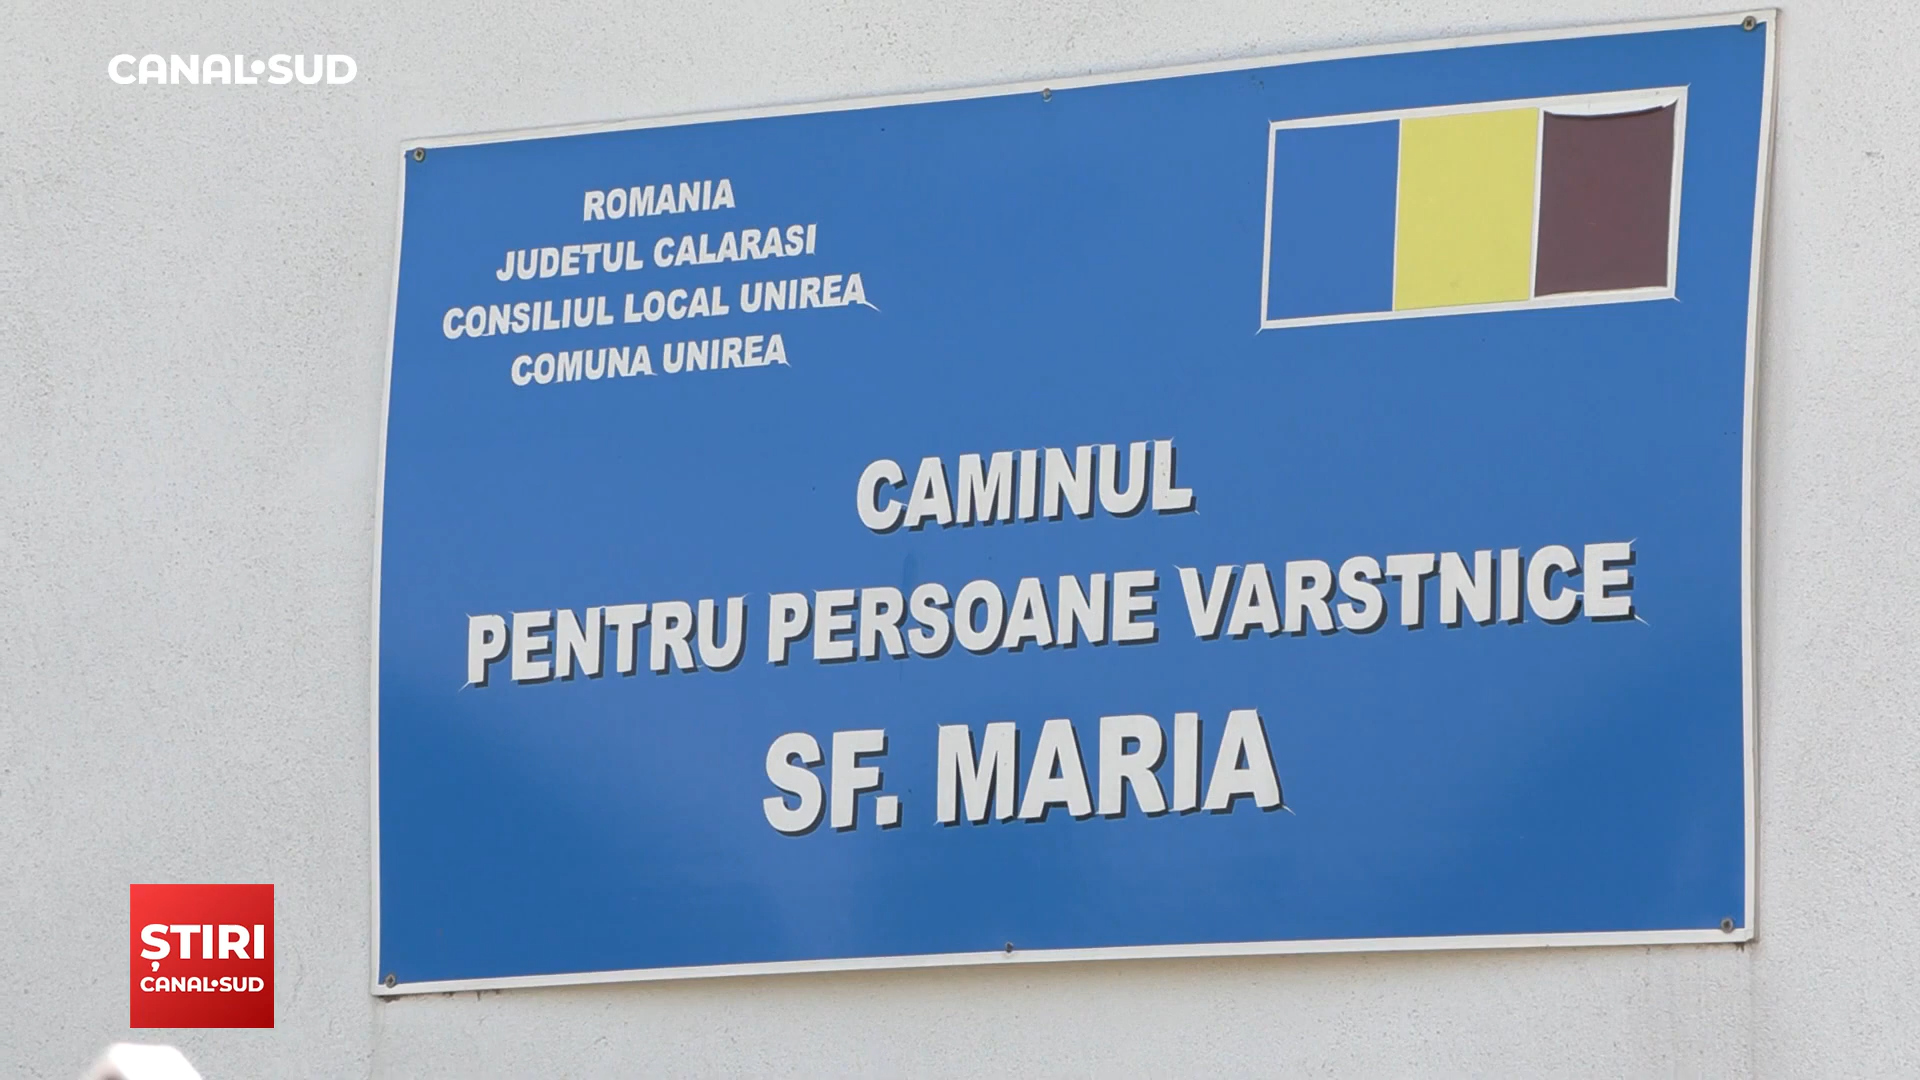 CANAL•SUD
ROMANIA
JUDETUL CALARASI
CONSILIUL LOCAL UNIREA
COMUNA UNIREA
CAMINUL
PENTRU PERSOANE VARSTNICE
SF. MARIA
ȘTIRI
CANAL•SUD